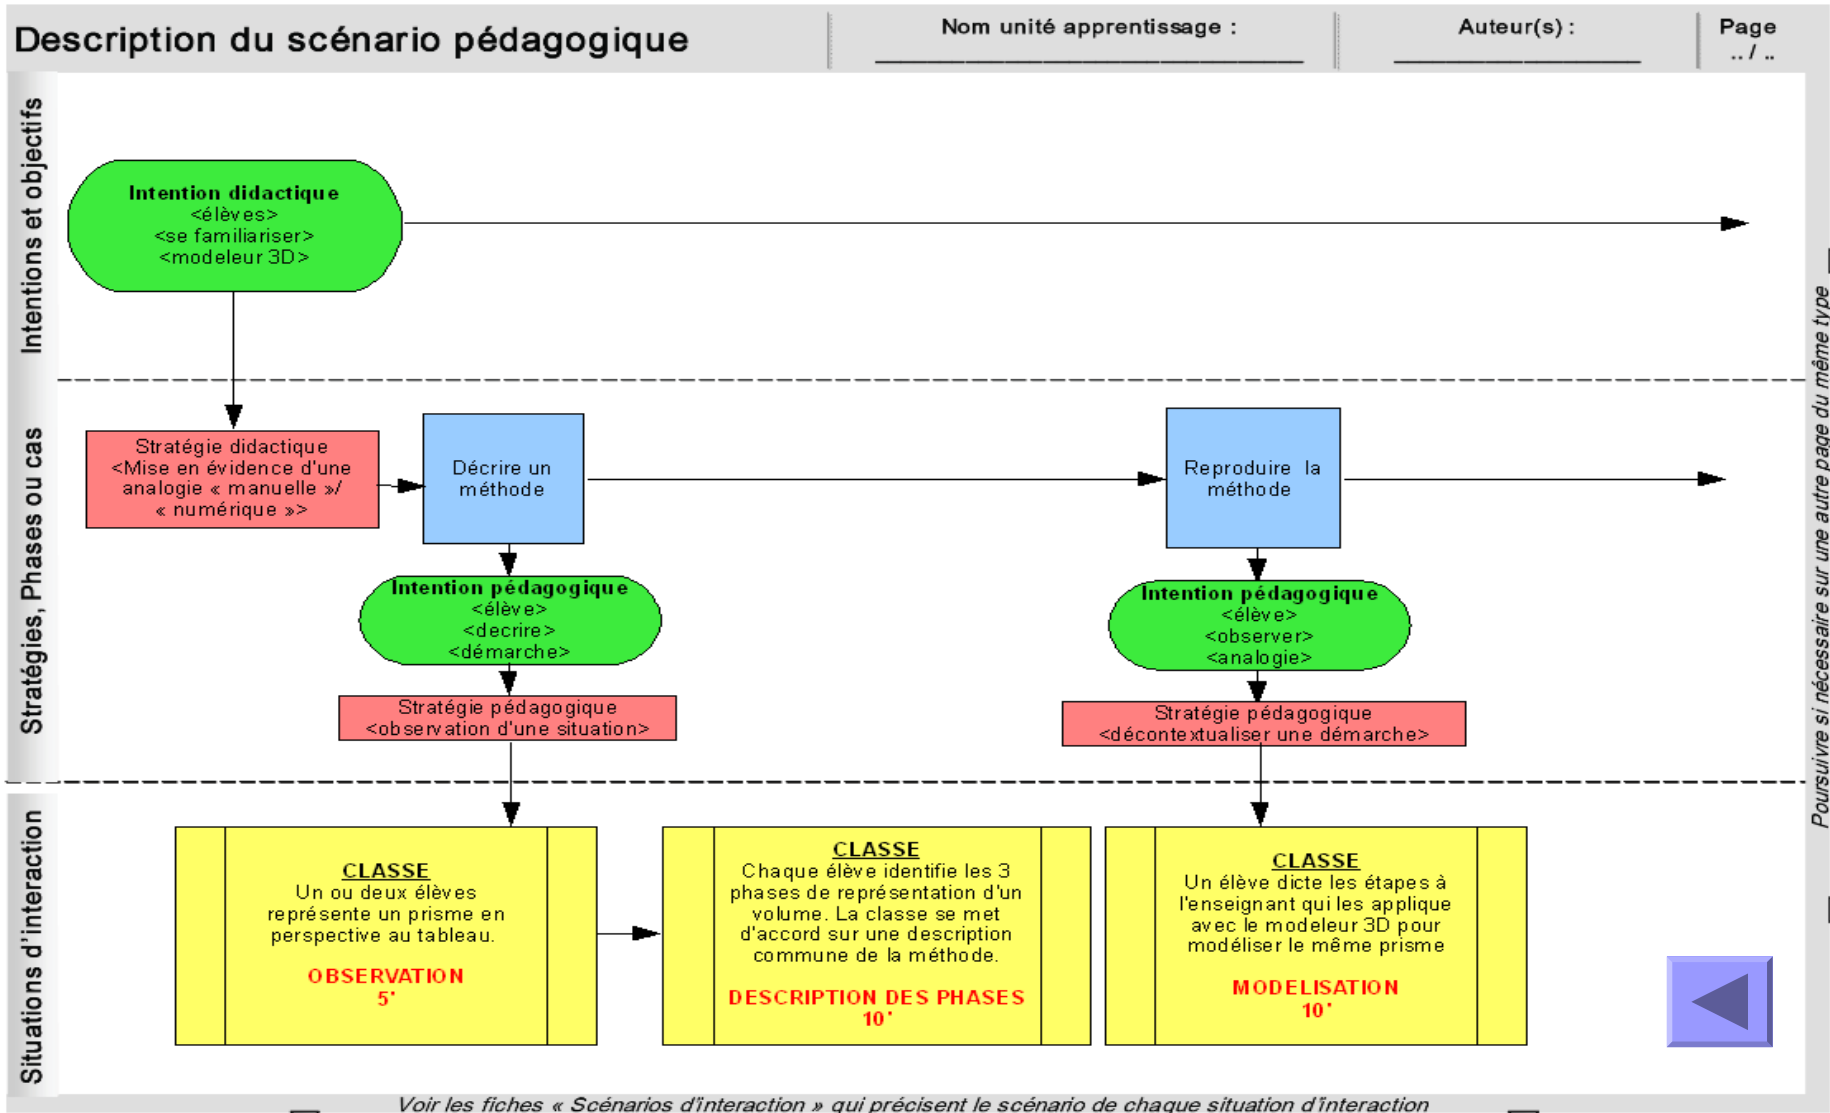 Description du scénario pédagogique
Nom unité apprentissage :
Auteur(s) :
Page
.. / ..
Intentions et objectifs
Intention didactique
<élèves>
<se familiariser>
<modeleur 3D>
Stratégies, Phases ou cas
Stratégie didactique
<Mise en évidence d'une
analogie « manuelle »/
« numérique »>
Décrire un
méthode
Reproduire la
méthode
Intention pédagogique
<élève>
<decrire>
<démarche>
Intention pédagogique
<élève>
<observer>
<analogie>
Stratégie pédagogique
<observation d'une situation>
Stratégie pédagogique
<décontextualiser une démarche>
Situations d'interaction
CLASSE
Un ou deux élèves
représente un prisme en
perspective au tableau.
OBSERVATION
5'
CLASSE
Chaque élève identifie les 3
phases de représentation d'un
volume. La classe se met
d'accord sur une description
commune de la méthode.
DESCRIPTION DES PHASES
10'
CLASSE
Un élève dicte les étapes à
l'enseignant qui les applique
avec le modeleur 3D pour
modéliser le même prisme
MODELISATION
10'
Poursuivre si nécessaire sur une autre page du même type
Voir les fiches « Scénarios d'interaction » qui précisent le scénario de chaque situation d'interaction